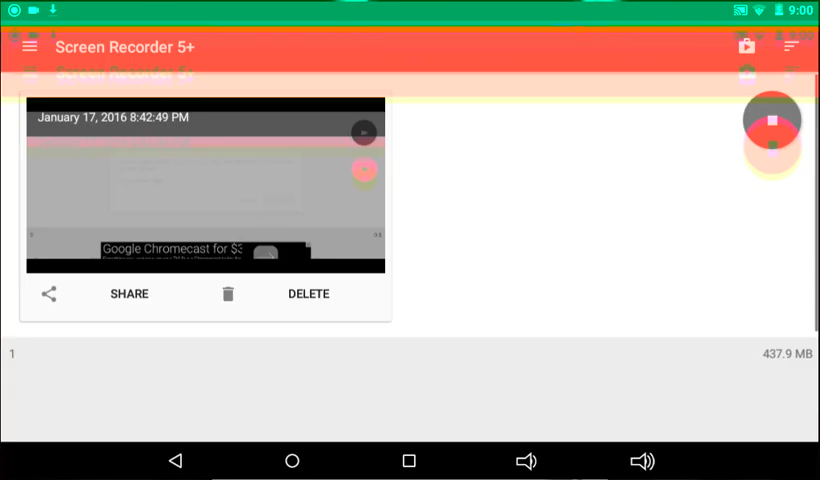 9:00
Screen Recorder 5+
January 17, 2016 8:42:49 PM
Google Chromecast for $3
SHARE
DELETE
1
437.9 MB